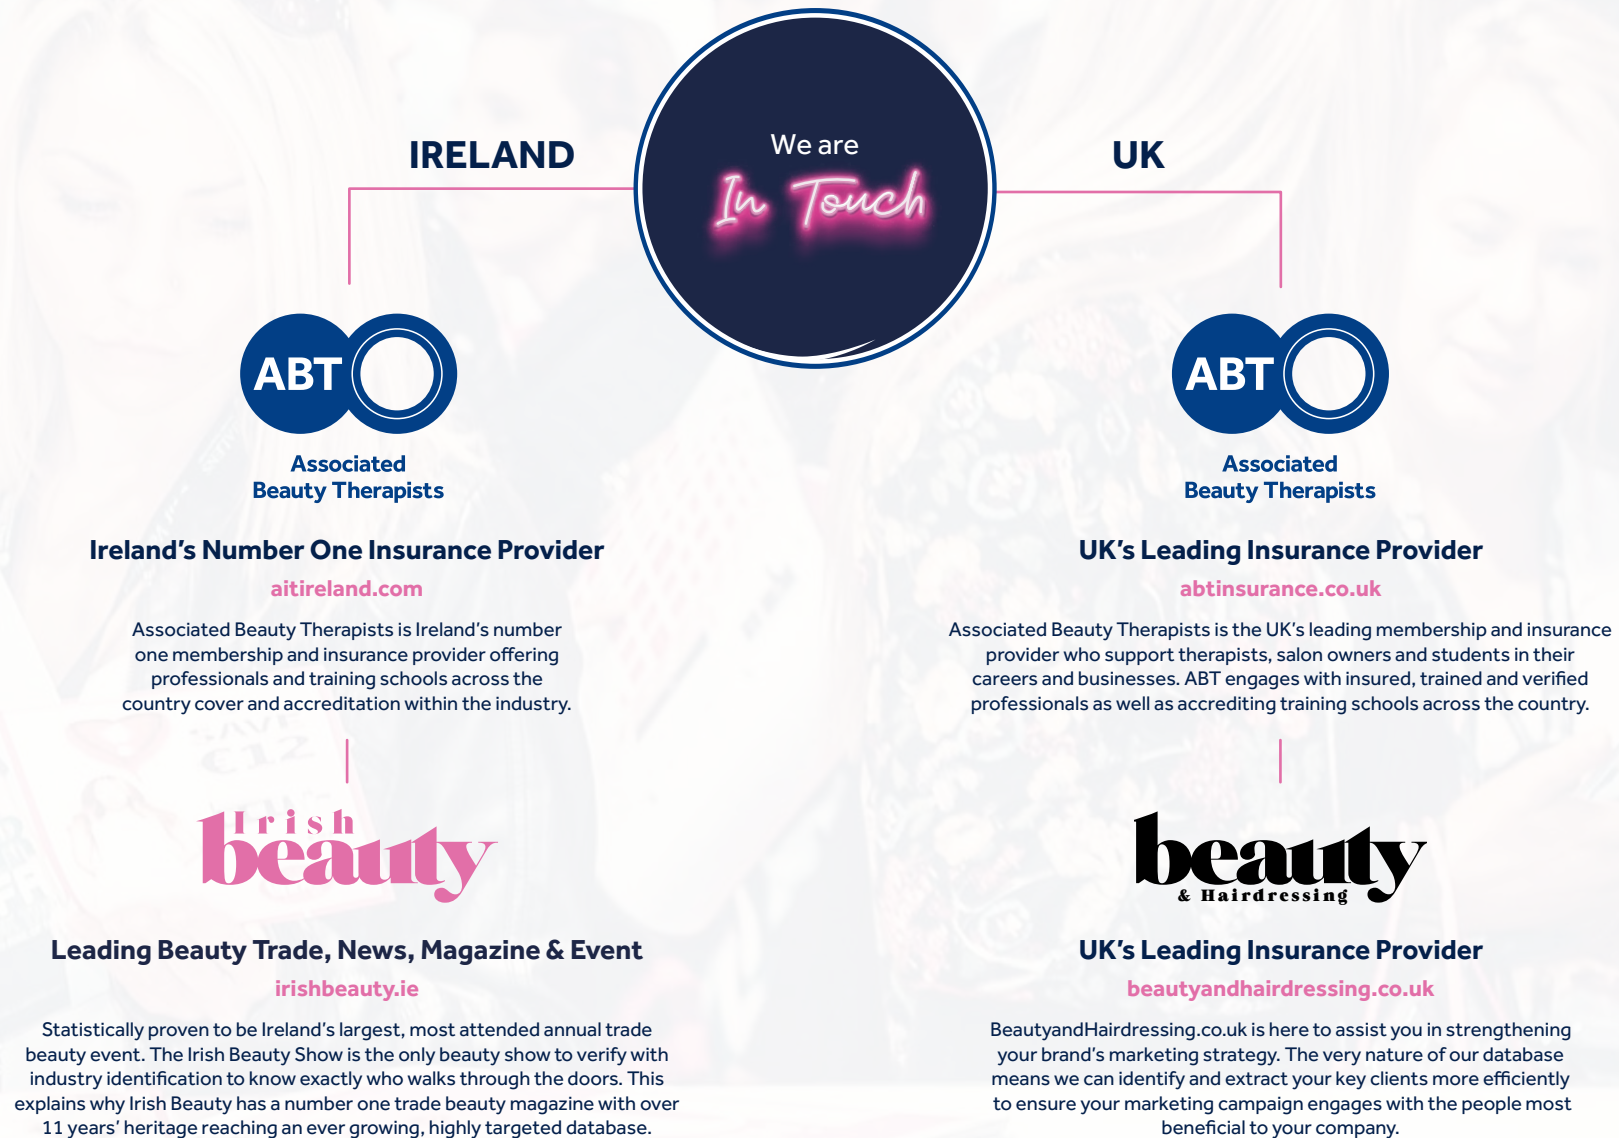 We are
In Touch
IRELAND
ABT
Associated
Beauty Therapists
Ireland's Number One Insurance Provider
aitireland.com
Associated Beauty Therapists is Ireland's number
one membership and insurance provider offering
professionals and training schools across the
country cover and accreditation within the industry.
Irish
beauty
Leading Beauty Trade, News, Magazine & Event
irishbeauty.ie
Statistically proven to be Ireland's largest, most attended annual trade
beauty event. The Irish Beauty Show is the only beauty show to verify with
industry identification to know exactly who walks through the doors. This
explains why Irish Beauty has a number one trade beauty magazine with over
11 years' heritage reaching an ever growing, highly targeted database.
UK
ABT
Associated
Beauty Therapists
UK's Leading Insurance Provider
abtinsurance.co.uk
Associated Beauty Therapists is the UK's leading membership and insurance
provider who support therapists, salon owners and students in their
careers and businesses. ABT engages with insured, trained and verified
professionals as well as accrediting training schools across the country.
beauty
& Hairdressing
UK's Leading Insurance Provider
beautyandhairdressing.co.uk
BeautyandHairdressing.co.uk is here to assist you in strengthening
your brand's marketing strategy. The very nature of our database
means we can identify and extract your key clients more efficiently
to ensure your marketing campaign engages with the people most
beneficial to your company.
SAVE
€12